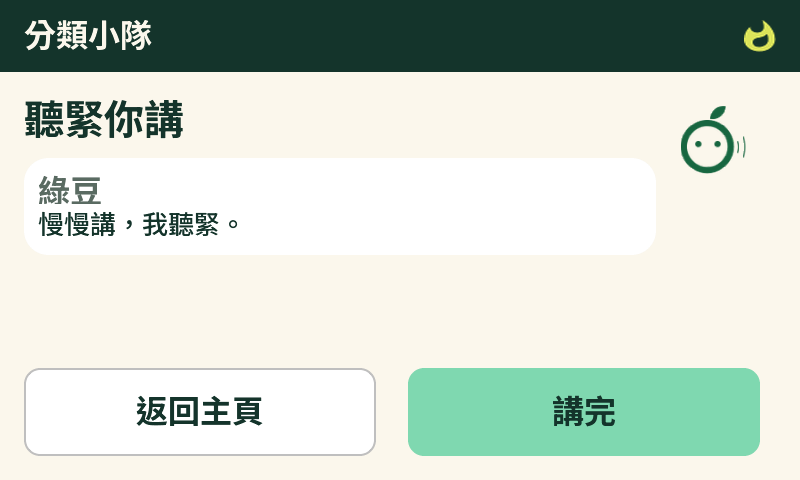 分類小隊
聽緊你講
綠豆
慢慢講，我聽緊。
返回主頁
講完